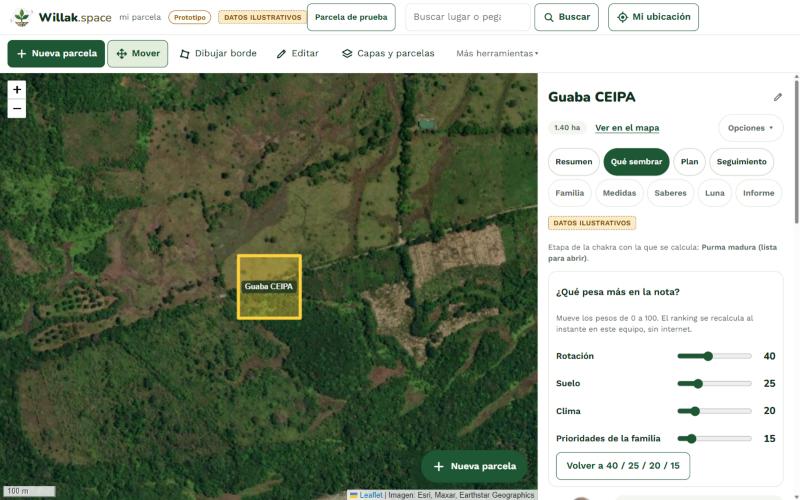 Willak.space mi parcela Prototipo DATOS ILUSTRATIVOS Parcela de prueba Buscar lugar o pega Buscar Mi ubicación
+ Nueva parcela Mover Dibujar borde Editar Capas y parcelas Más herramientas
+
−
Guaba CEIPA
100 m
+ Nueva parcela
Leaflet | Imagen: Esri, Maxar, Earthstar Geographics
Guaba CEIPA
1.40 ha Ver en el mapa Opciones
Resumen Qué sembrar Plan Seguimiento
Familia Medidas Saberes Luna Informe
DATOS ILUSTRATIVOS
Etapa de la chakra con la que se calcula: Purma madura (lista
para abrir).
¿Qué pesa más en la nota?
Mueve los pesos de 0 a 100. El ranking se recalcula al
instante en este equipo, sin internet.
Rotación 40
Suelo 25
Clima 20
Prioridades de la familia 15
Volver a 40 / 25 / 20 / 15